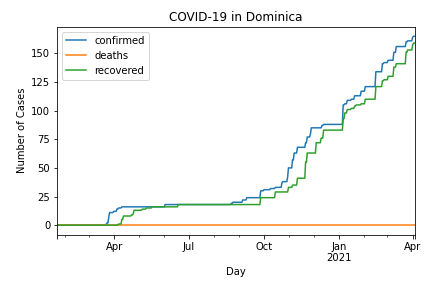 COVID-19 in Dominica
confirmed
deaths
recovered
Number of Cases
150
125
100
75
50
25
0
Apr
Jul
Oct
Jan
2021
Apr
Day